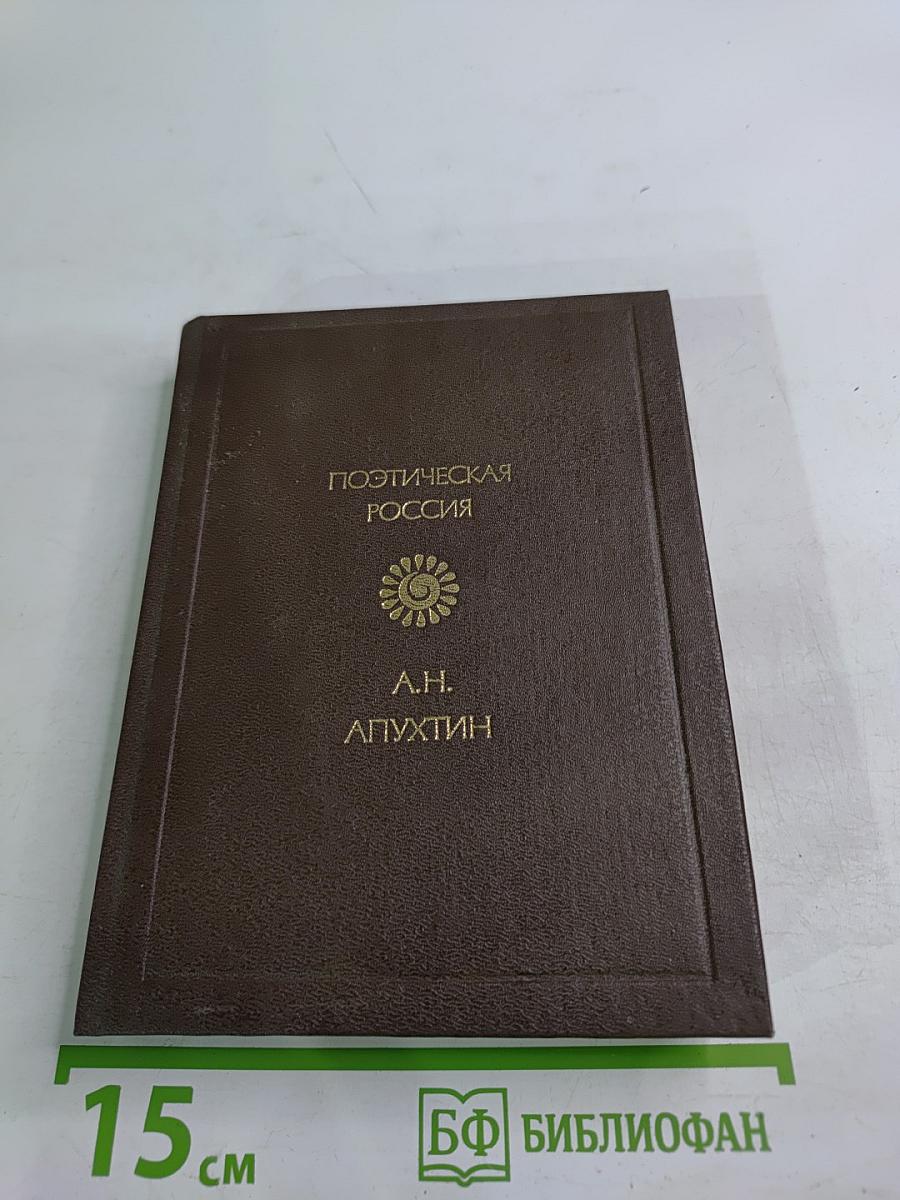 ПОЭТИЧЕСКАЯ
РОССИЯ
А.Н.
АПУХТИН
15 см
БФ БИБЛИОФАН